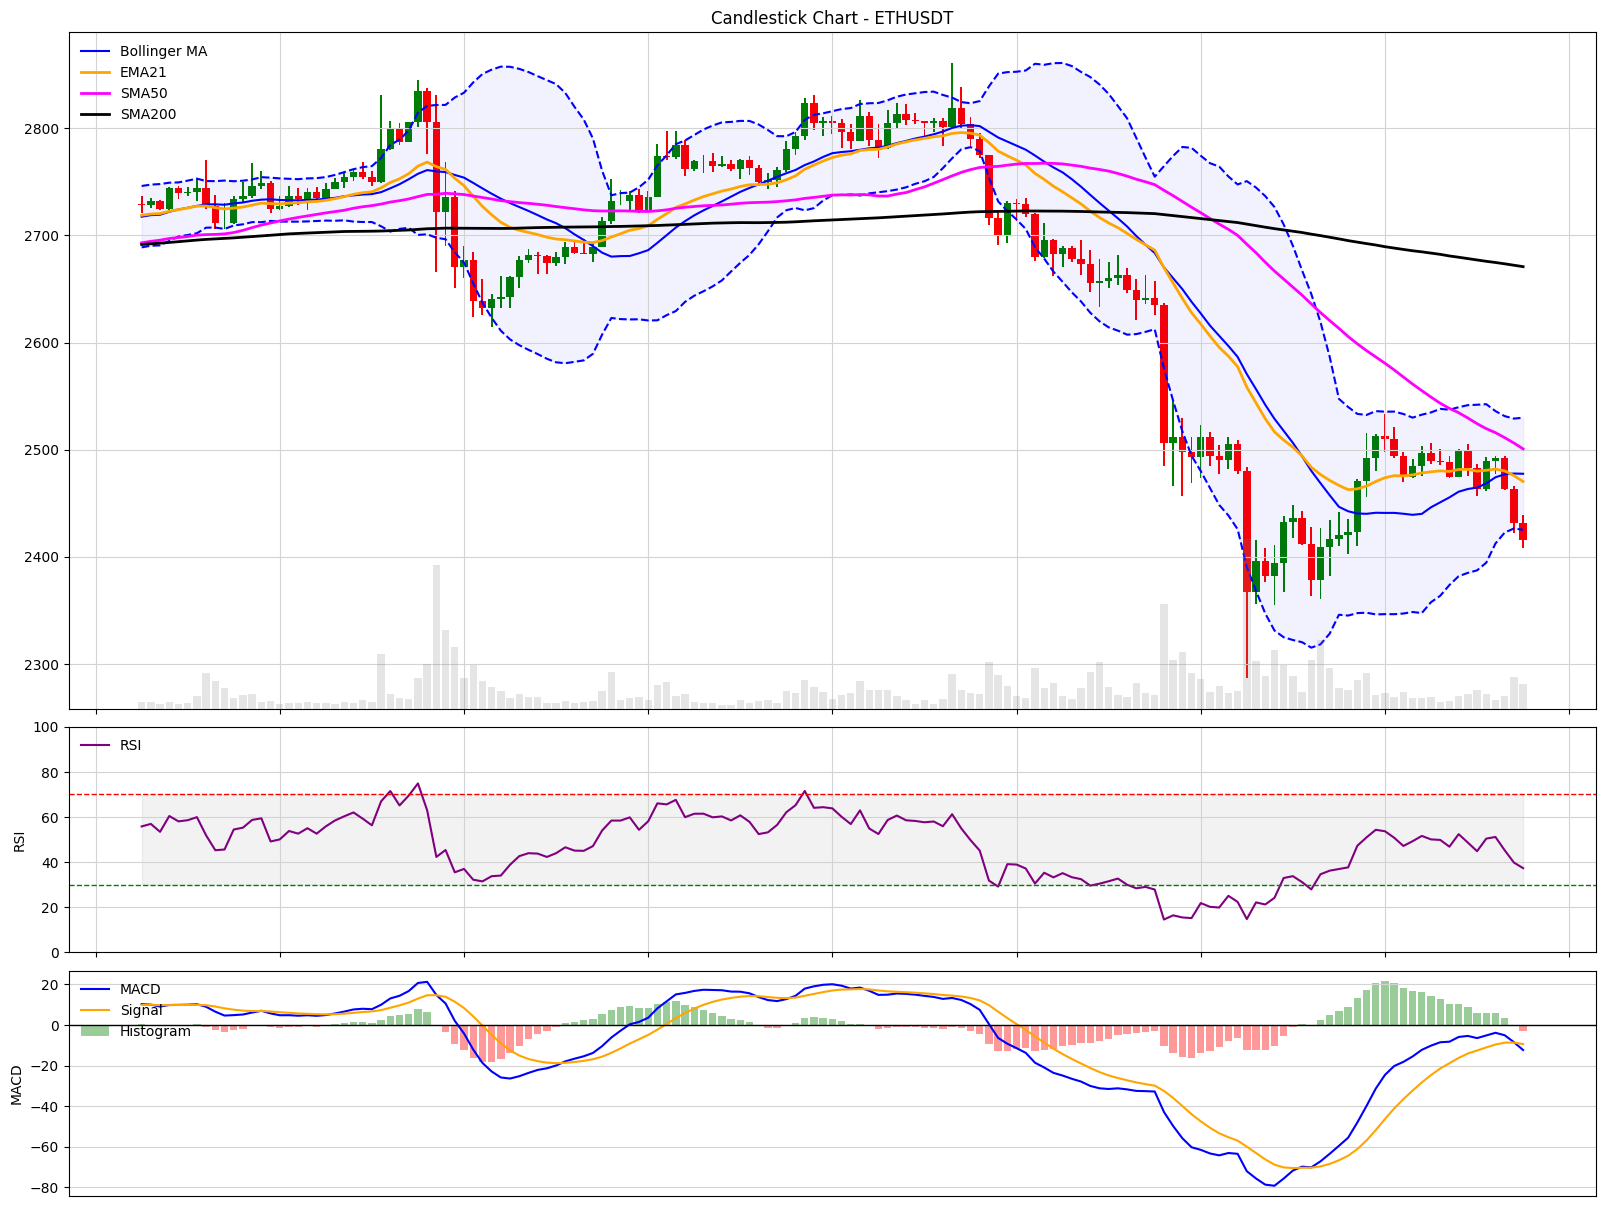 Candlestick Chart - ETHUSDT
Bollinger MA
EMA21
SMA50
SMA200
2800
2700
2600
2500
2400
2300
RSI
100
80
60
40
20
0
RSI
MACD
Signal
Histogram
20
0
−20
−40
−60
−80
MACD